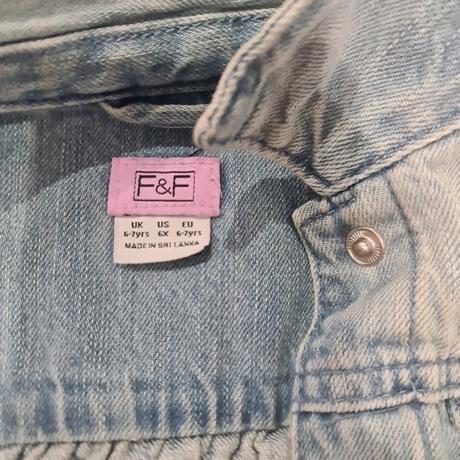 F&F
UK US EU
6-7yrs 6X 6-7yrs
MADE IN SRI LANKA